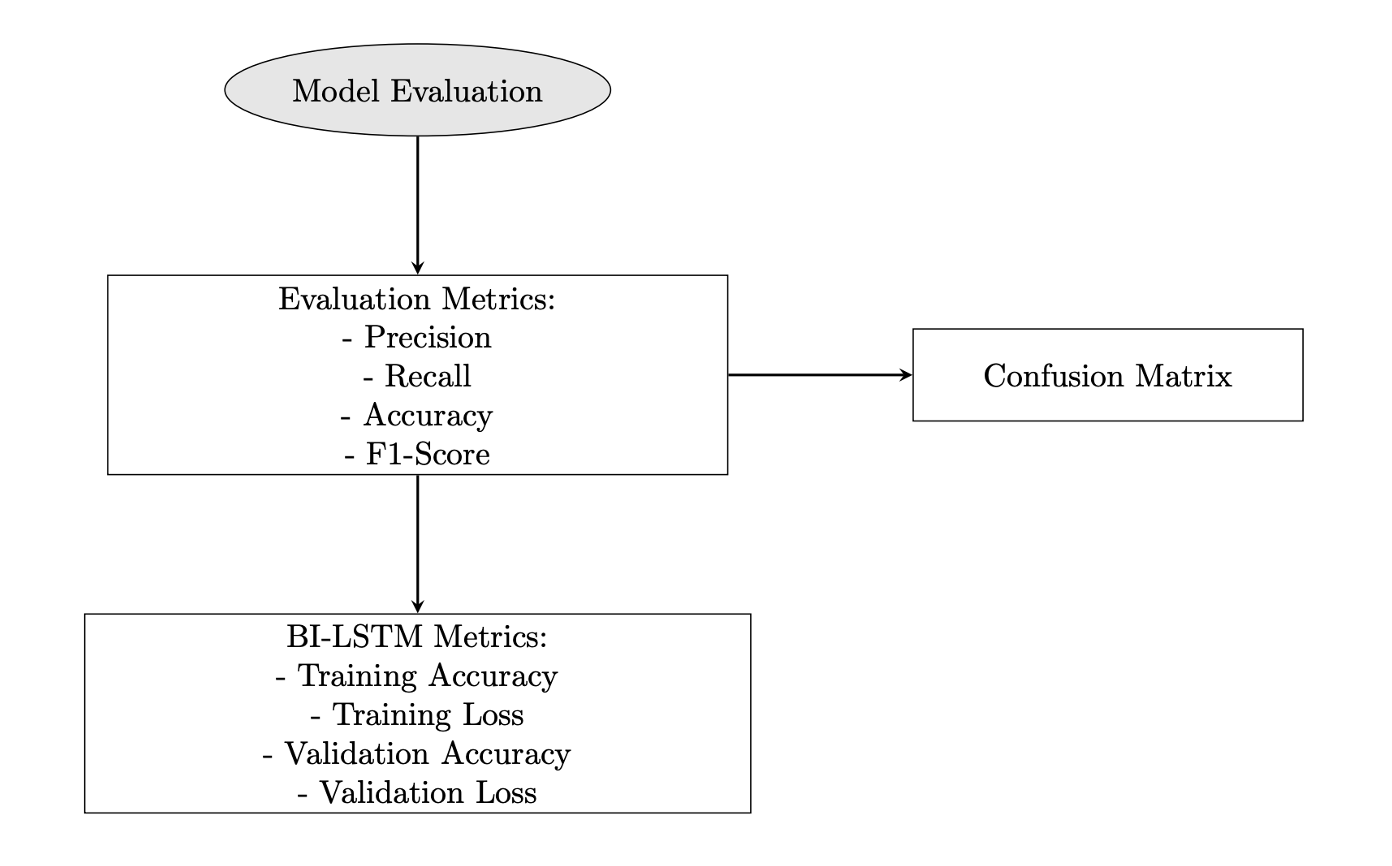 Model Evaluation
Evaluation Metrics:
- Precision
- Recall
- Accuracy
- F1-Score
Confusion Matrix
BI-LSTM Metrics:
- Training Accuracy
- Training Loss
- Validation Accuracy
- Validation Loss